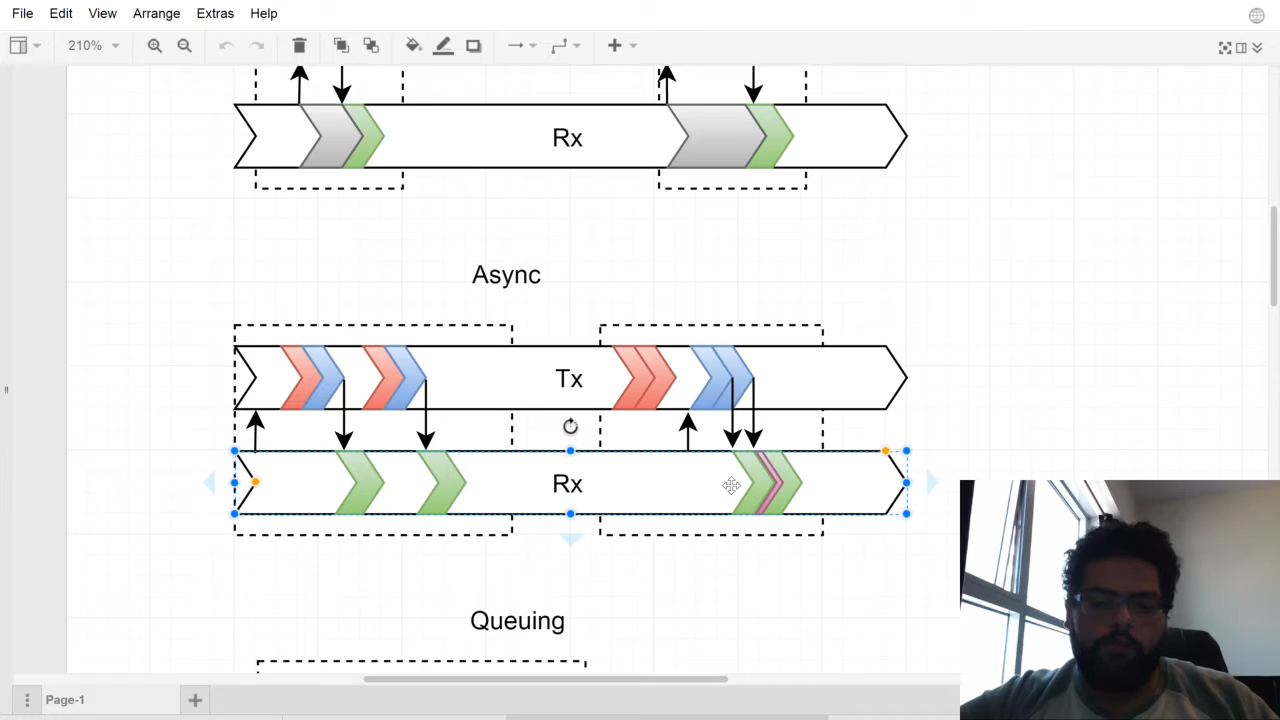 File Edit View Arrange Extras Help
210%
Rx
Async
Tx
Rx
Queuing
Page-1